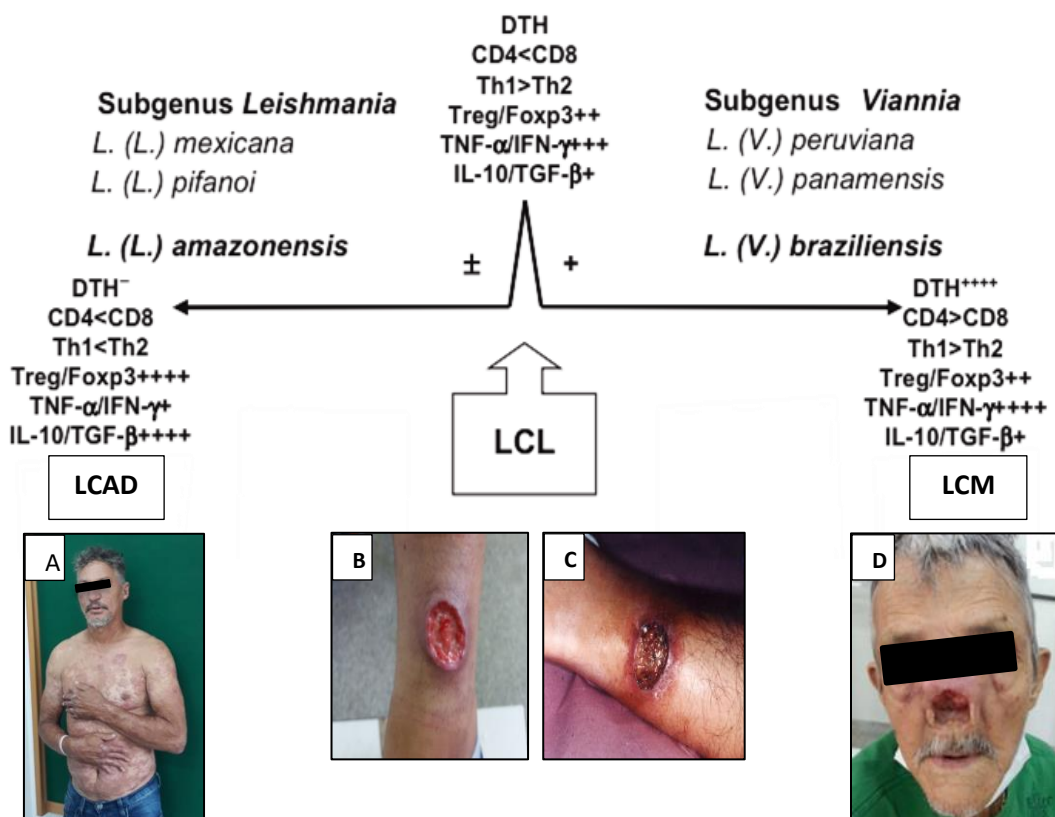 DTH
CD4<CD8
Th1>Th2
Treg/Foxp3++
TNF-α/IFN-γ+++
IL-10/TGF-β+
Subgenus Leishmania
L. (L.) mexicana
L. (L.) pifanoi
L. (L.) amazonensis
Subgenus Viannia
L. (V.) peruviana
L. (V.) panamensis
L. (V.) braziliensis
±
+
DTH⁻
CD4<CD8
Th1<Th2
Treg/Foxp3++++
TNF-α/IFN-γ+
IL-10/TGF-β++++
LCAD
LCL
DTH⁺⁺⁺⁺
CD4>CD8
Th1>Th2
Treg/Foxp3++
TNF-α/IFN-γ++++
IL-10/TGF-β+
LCM
A
B
C
D